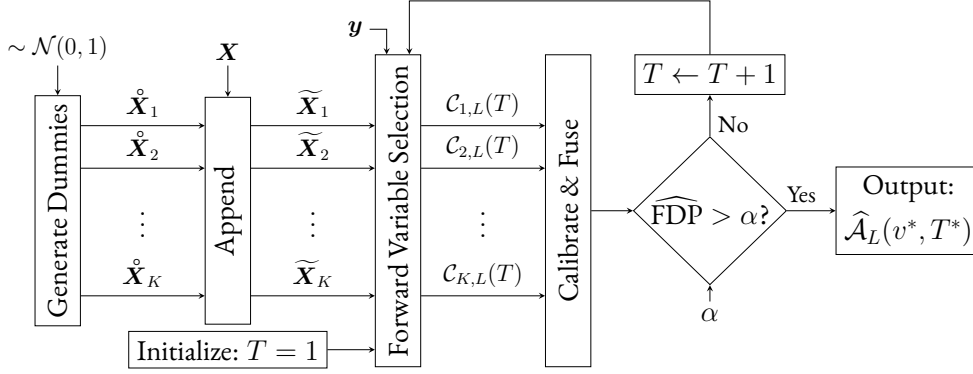 ∼ 𝒩(0, 1)
Generate Dummies
X̊₁
X̊₂
⋮
X̊_K
X
Append
X̃₁
X̃₂
⋮
X̃_K
Initialize: T = 1
y
Forward Variable Selection
𝒞₁,L(T)
𝒞₂,L(T)
⋮
𝒞_K,L(T)
Calibrate & Fuse
T ← T + 1
No
F̂DP > α?
α
Yes
Output:
𝒜̂_L(v*, T*)